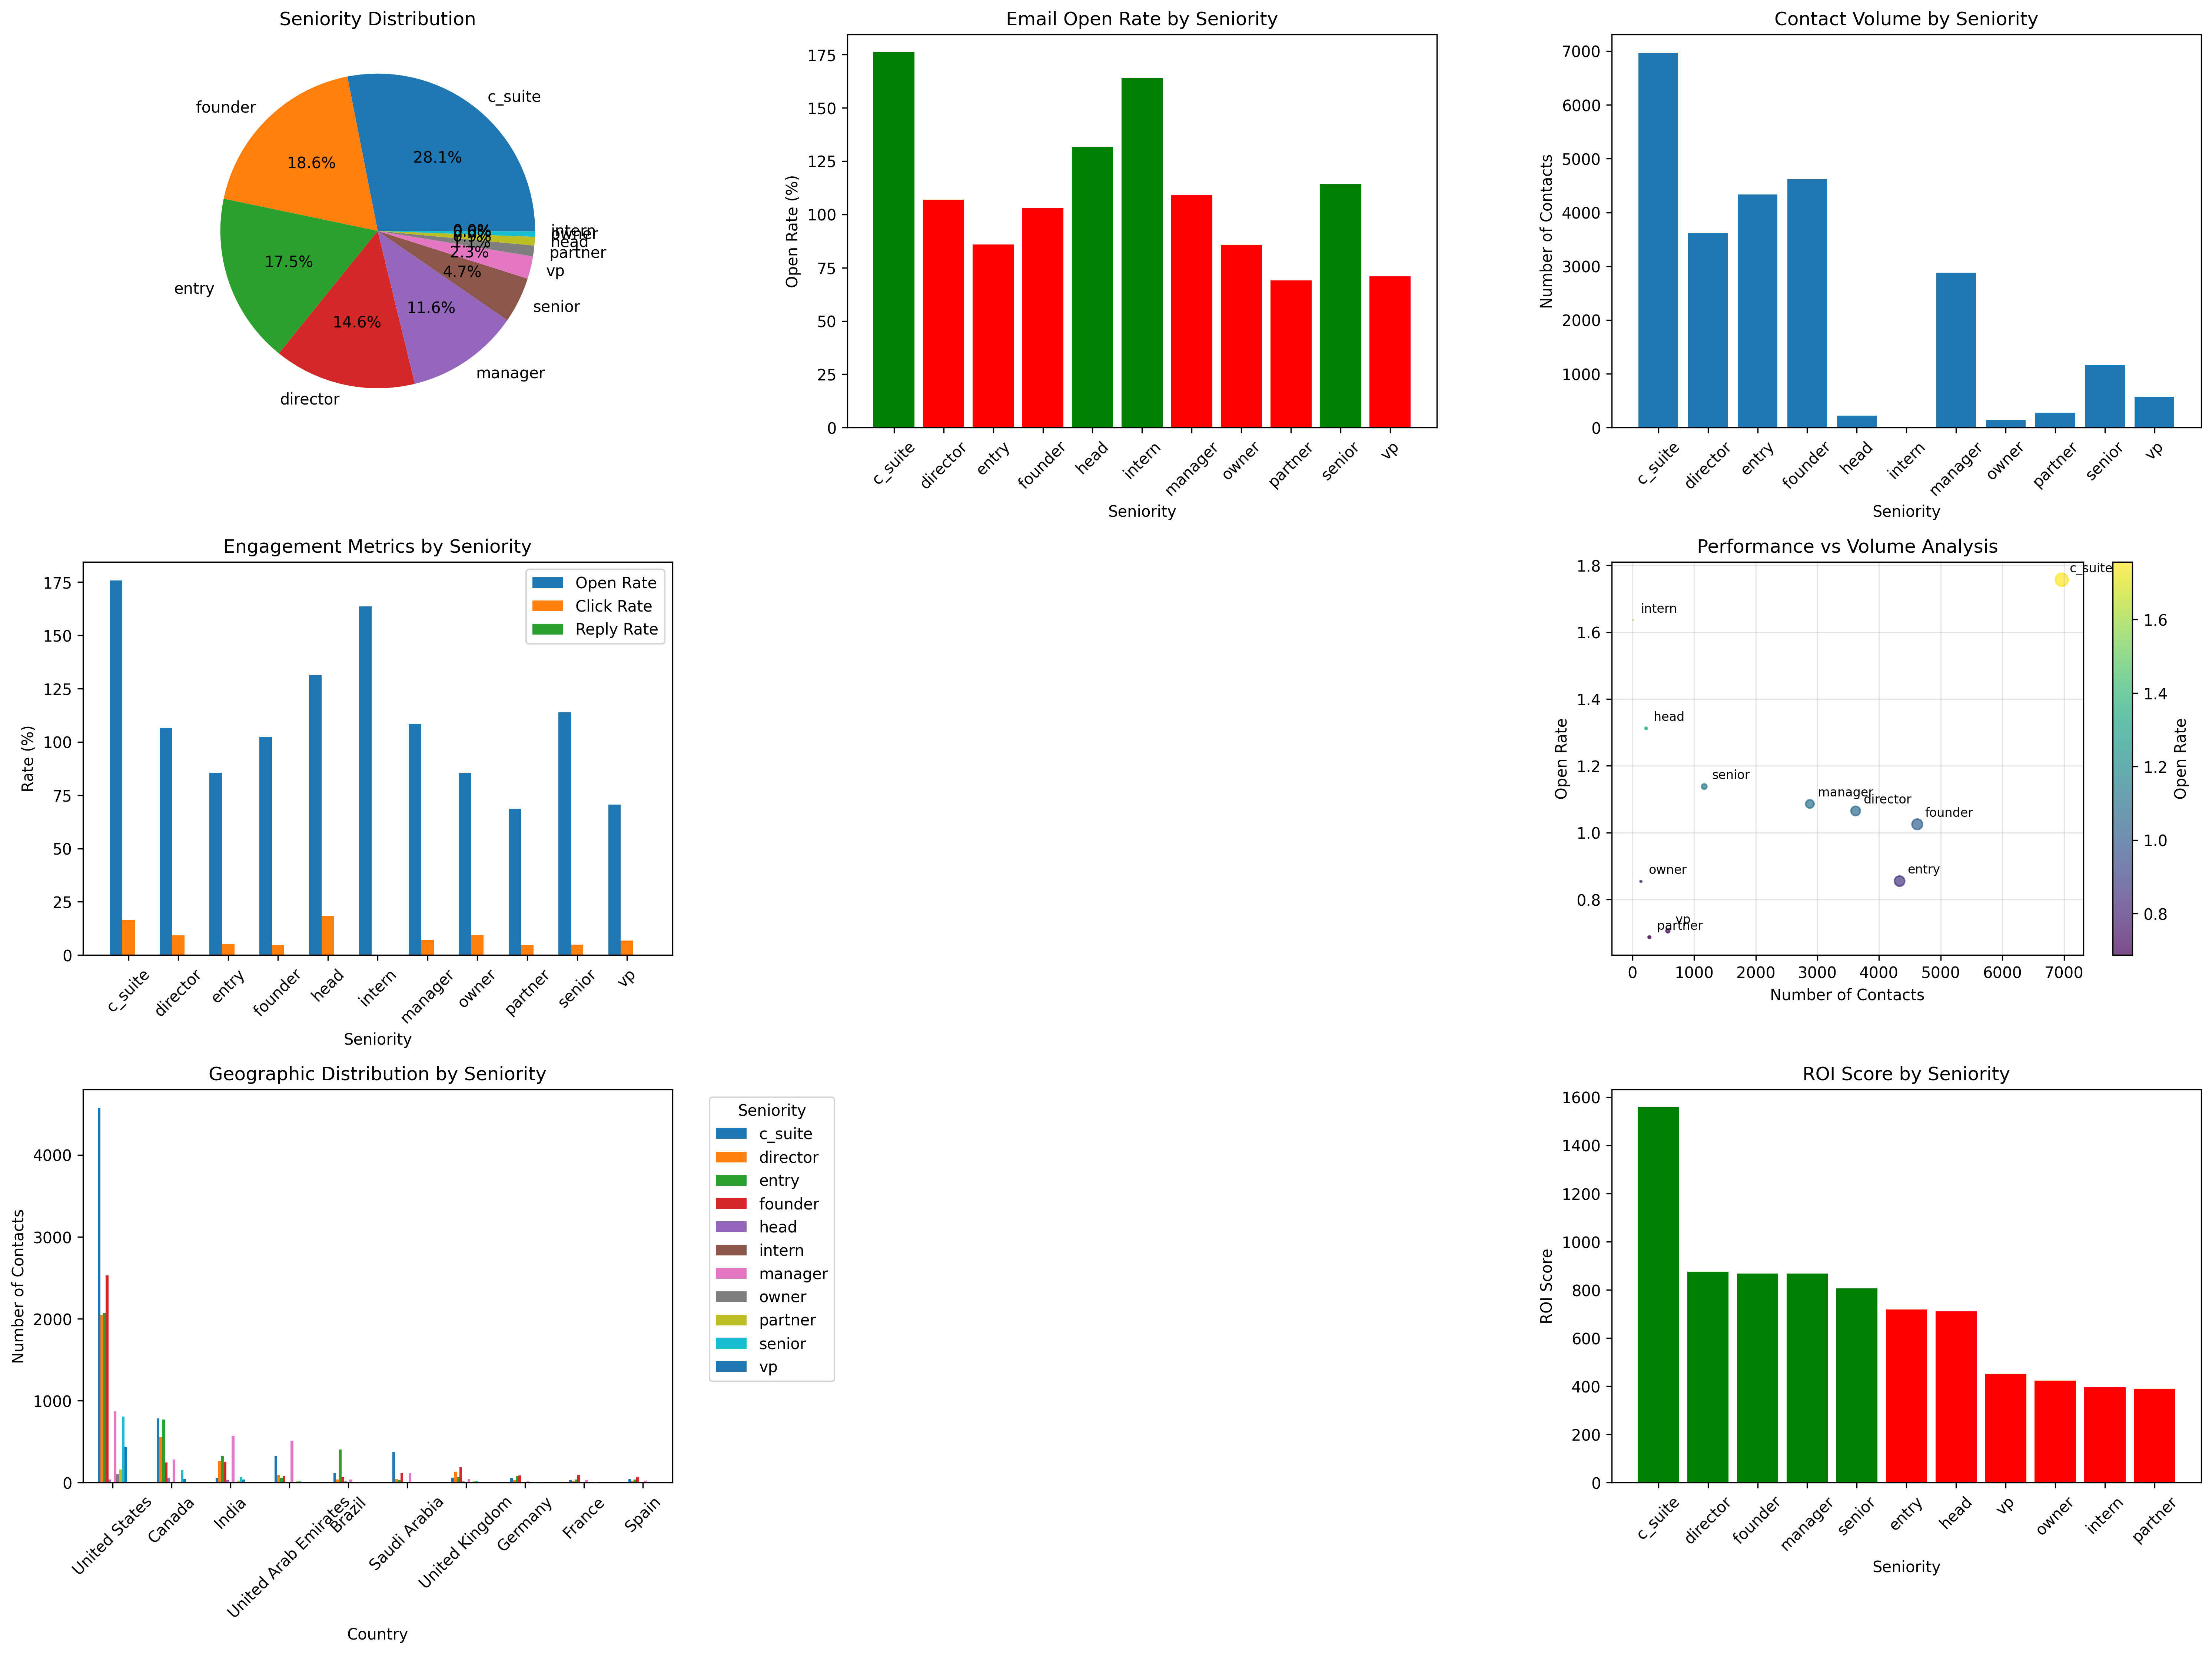 Seniority Distribution
c_suite
founder
28.1%
18.6%
intern
owner
head
1.1%
partner
2.3%
vp
17.5%
4.7%
entry
senior
11.6%
14.6%
manager
director
Email Open Rate by Seniority
Open Rate (%)
175
150
125
100
75
50
25
0
c_suite
director
entry
founder
head
intern
manager
owner
partner
senior
vp
Seniority
Contact Volume by Seniority
Number of Contacts
7000
6000
5000
4000
3000
2000
1000
0
c_suite
director
entry
founder
head
intern
manager
owner
partner
senior
vp
Seniority
Engagement Metrics by Seniority
Rate (%)
175
150
125
100
75
50
25
0
Open Rate
Click Rate
Reply Rate
c_suite
director
entry
founder
head
intern
manager
owner
partner
senior
vp
Seniority
Performance vs Volume Analysis
Open Rate
1.8
1.6
1.4
1.2
1.0
0.8
c_suite
intern
head
senior
manager
director
founder
owner
entry
vp
partner
0
1000
2000
3000
4000
5000
6000
7000
Number of Contacts
1.6
1.4
1.2
1.0
0.8
Open Rate
Geographic Distribution by Seniority
Number of Contacts
4000
3000
2000
1000
0
United States
Canada
India
United Arab Emirates
Brazil
Saudi Arabia
United Kingdom
Germany
France
Spain
Country
Seniority
c_suite
director
entry
founder
head
intern
manager
owner
partner
senior
vp
ROI Score by Seniority
ROI Score
1600
1400
1200
1000
800
600
400
200
0
c_suite
director
founder
manager
senior
entry
head
vp
owner
intern
partner
Seniority